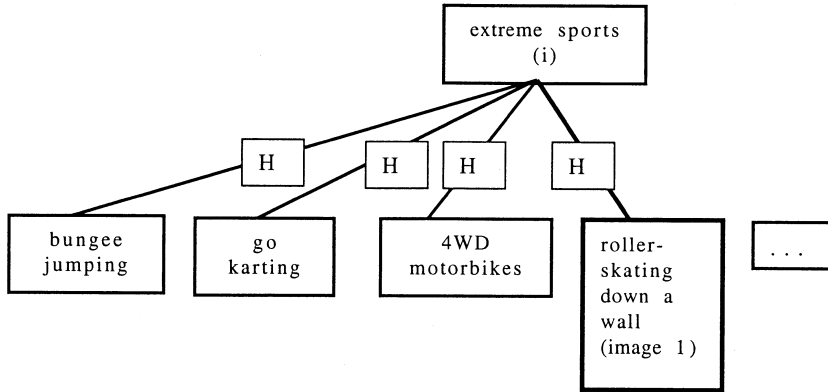 extreme sports
(i)
H
H
H
H
bungee
jumping
go
karting
4WD
motorbikes
roller-
skating
down a
wall
(image 1)
...